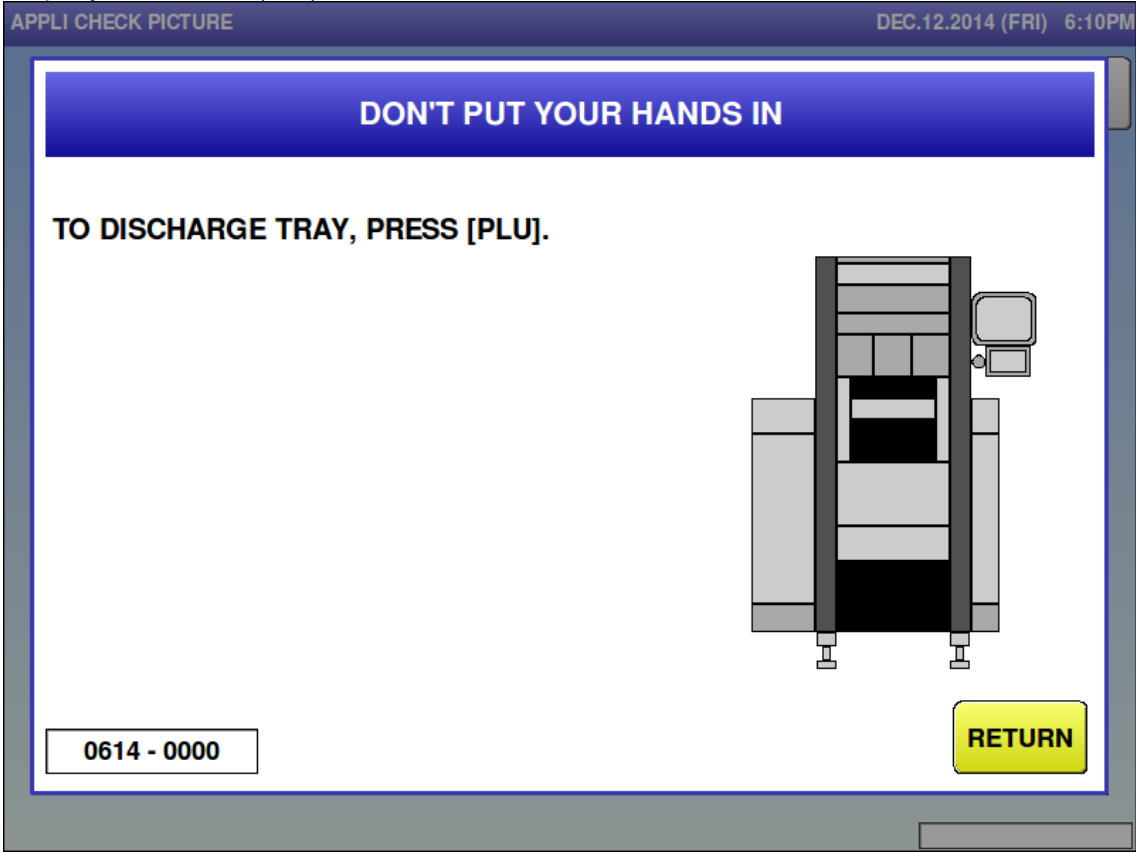 APPLI CHECK PICTURE
DEC.12.2014 (FRI) 6:10PM
DON'T PUT YOUR HANDS IN
TO DISCHARGE TRAY, PRESS [PLU].
0614 - 0000
RETURN